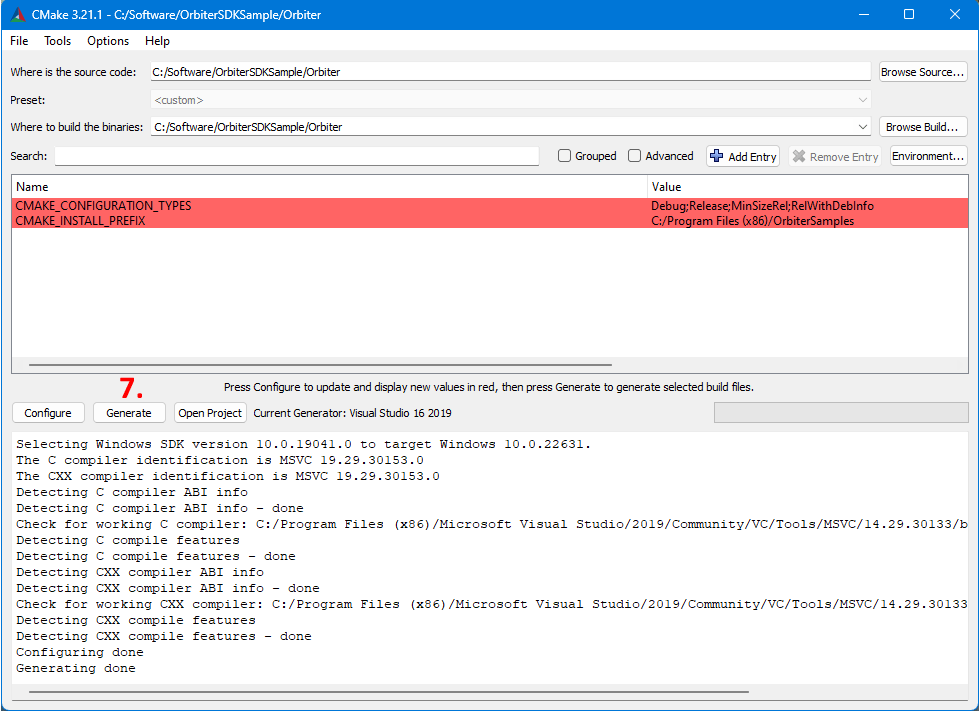 CMake 3.21.1 - C:/Software/OrbiterSDKSample/Orbiter
File Tools Options Help
Where is the source code: C:/Software/OrbiterSDKSample/Orbiter Browse Source...
Preset: <custom>
Where to build the binaries: C:/Software/OrbiterSDKSample/Orbiter Browse Build...
Search: Grouped Advanced Add Entry Remove Entry Environment...
Name Value
CMAKE_CONFIGURATION_TYPES Debug;Release;MinSizeRel;RelWithDebInfo
CMAKE_INSTALL_PREFIX C:/Program Files (x86)/OrbiterSamples
7.
Press Configure to update and display new values in red, then press Generate to generate selected build files.
Configure Generate Open Project Current Generator: Visual Studio 16 2019
Selecting Windows SDK version 10.0.19041.0 to target Windows 10.0.22631.
The C compiler identification is MSVC 19.29.30153.0
The CXX compiler identification is MSVC 19.29.30153.0
Detecting C compiler ABI info
Detecting C compiler ABI info - done
Check for working C compiler: C:/Program Files (x86)/Microsoft Visual Studio/2019/Community/VC/Tools/MSVC/14.29.30133/b
Detecting C compile features
Detecting C compile features - done
Detecting CXX compiler ABI info
Detecting CXX compiler ABI info - done
Check for working CXX compiler: C:/Program Files (x86)/Microsoft Visual Studio/2019/Community/VC/Tools/MSVC/14.29.30133
Detecting CXX compile features
Detecting CXX compile features - done
Configuring done
Generating done